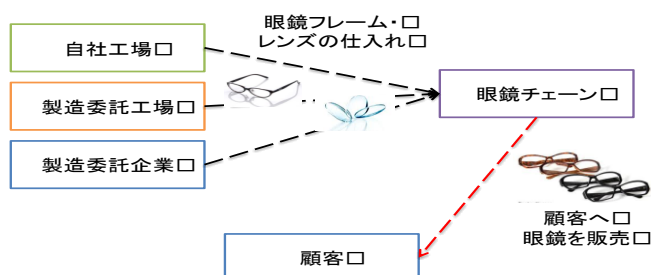 眼鏡フレーム・□
レンズの仕入れ□
自社工場□
製造委託工場□
眼鏡チェーン□
製造委託企業□
顧客へ□
眼鏡を販売□
顧客□